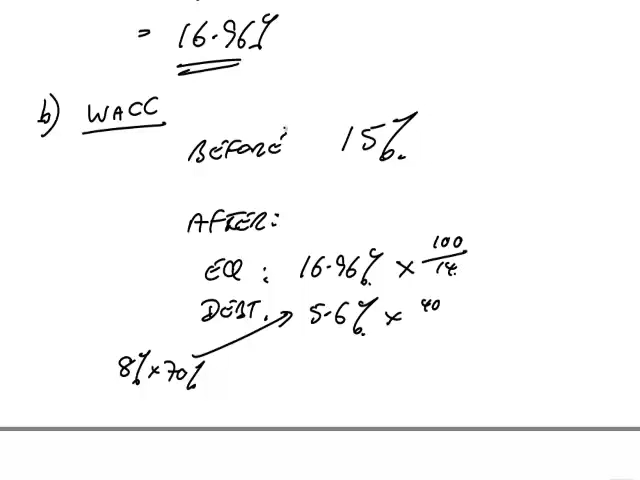 = 16.96%
b) WACC
BEFORE: 15%
AFTER:
EQ: 16.96% × 100/14
DEBT. 5.6% × 40
8% × 70%